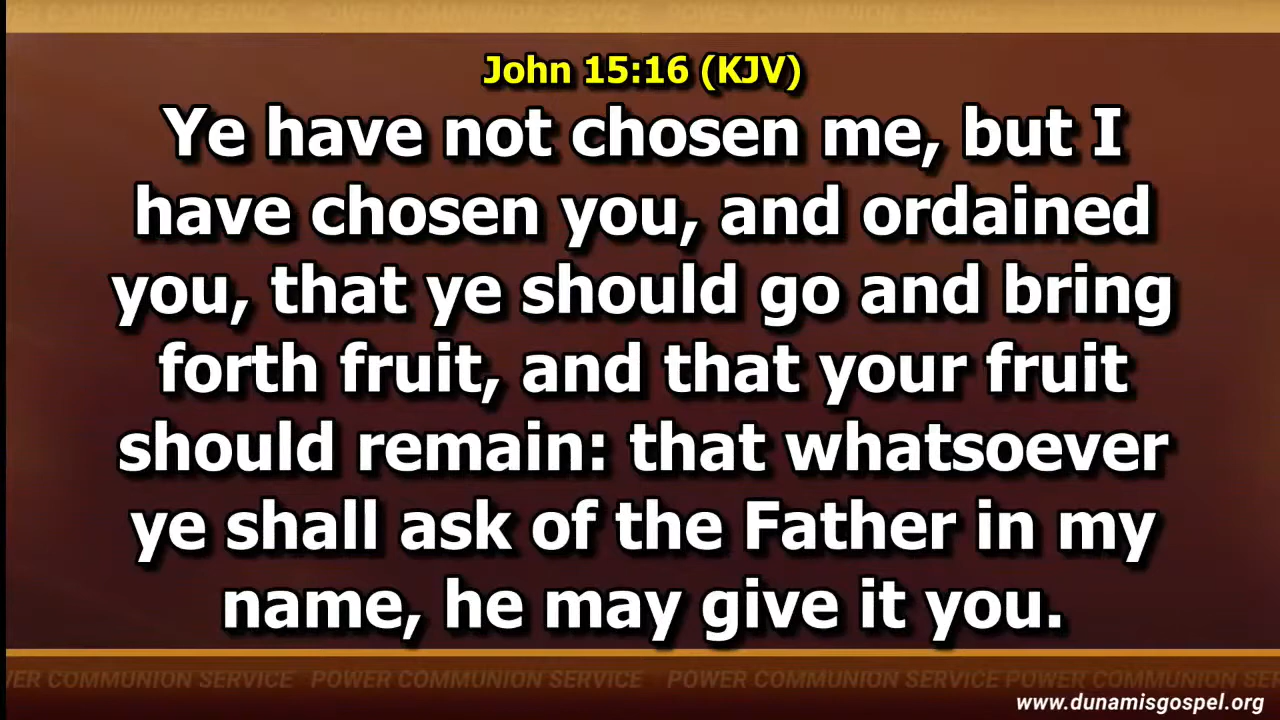 POWER COMMUNION SERVICE
John 15:16 (KJV)
Ye have not chosen me, but I
have chosen you, and ordained
you, that ye should go and bring
forth fruit, and that your fruit
should remain: that whatsoever
ye shall ask of the Father in my
name, he may give it you.
ER COMMUNION SERVICE POWER COMMUNION SERVICE POWER COMMUNION SERVICE
www.dunamisgospel.org